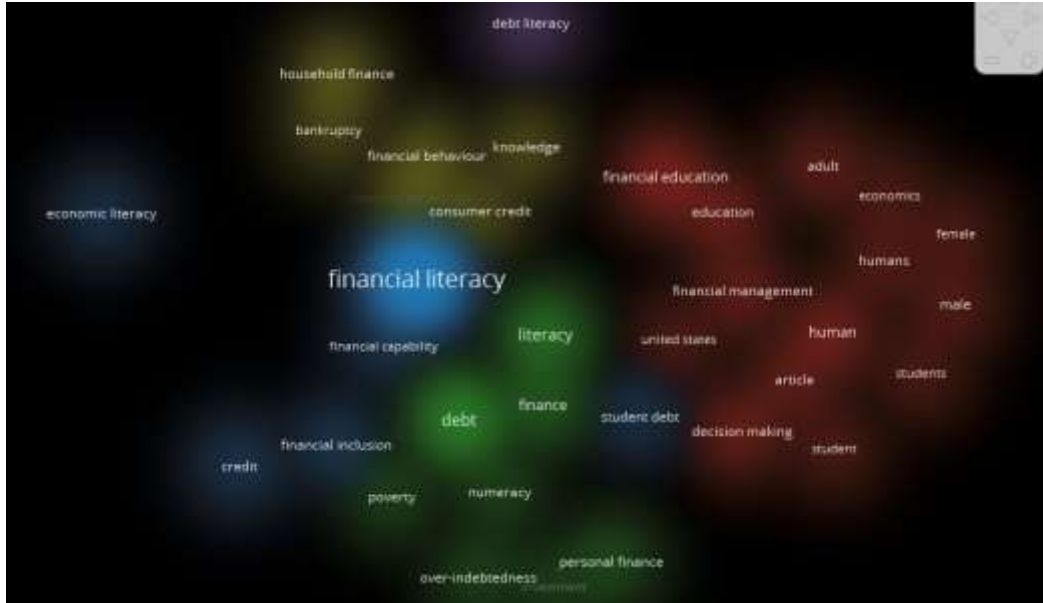 debt literacy
household finance
bankruptcy
knowledge
financial behaviour
adult
financial education
economics
economic literacy
consumer credit
education
female
humans
financial literacy
financial management
male
literacy
human
united states
financial capability
students
article
finance
debt
student debt
decision making
financial inclusion
student
credit
numeracy
poverty
personal finance
over-indebtedness